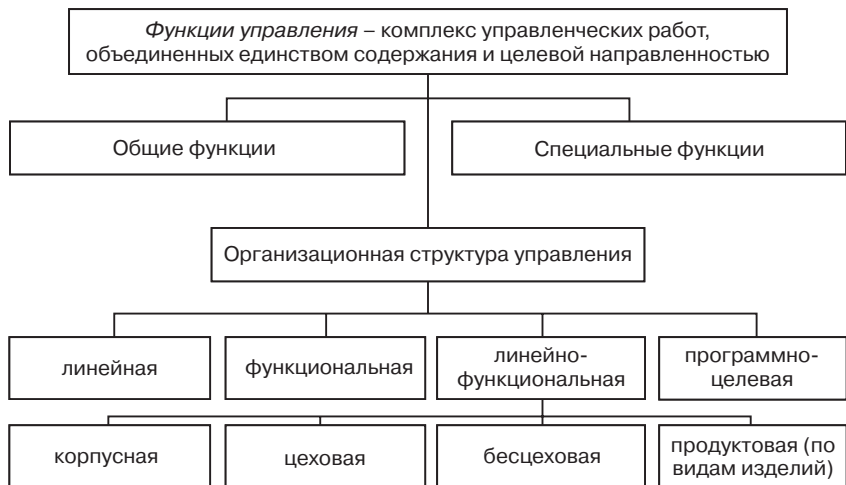 Функции управления – комплекс управленческих работ,
объединенных единством содержания и целевой направленностью
Общие функции
Специальные функции
Организационная структура управления
линейная
функциональная
линейно-
функциональная
программно-
целевая
корпусная
цеховая
бесцеховая
продуктовая (по
видам изделий)